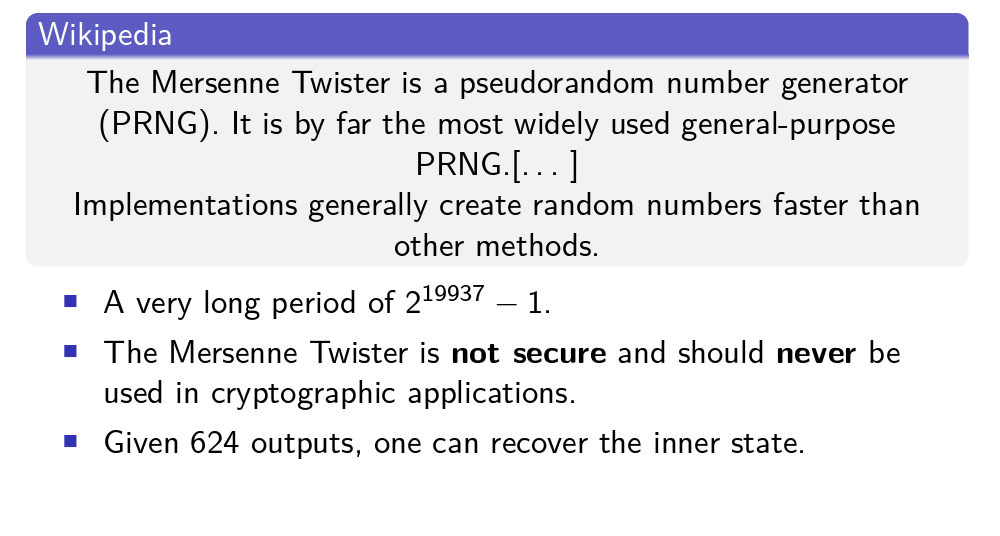 Wikipedia
The Mersenne Twister is a pseudorandom number generator
(PRNG). It is by far the most widely used general-purpose
PRNG.[. . . ]
Implementations generally create random numbers faster than
other methods.
A very long period of 2^19937 − 1.
The Mersenne Twister is not secure and should never be
used in cryptographic applications.
Given 624 outputs, one can recover the inner state.